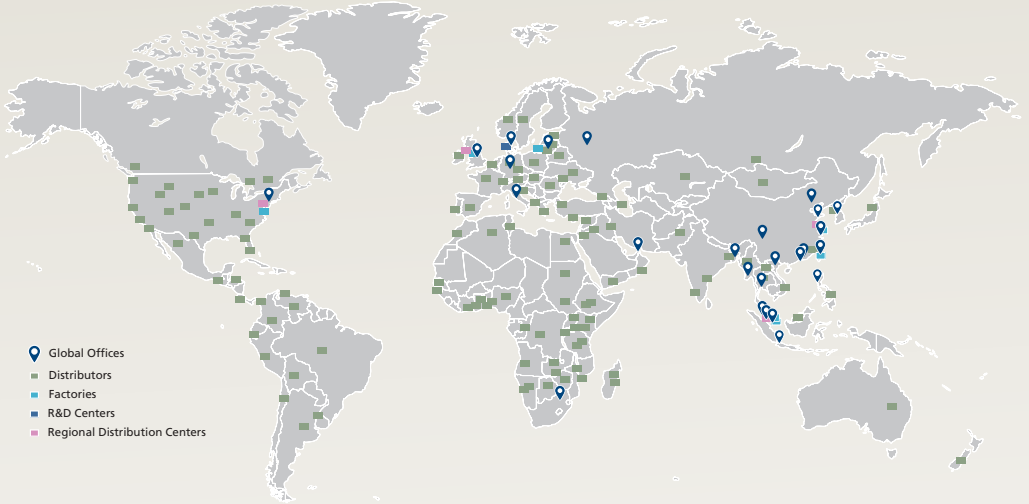 Global Offices
Distributors
Factories
R&D Centers
Regional Distribution Centers